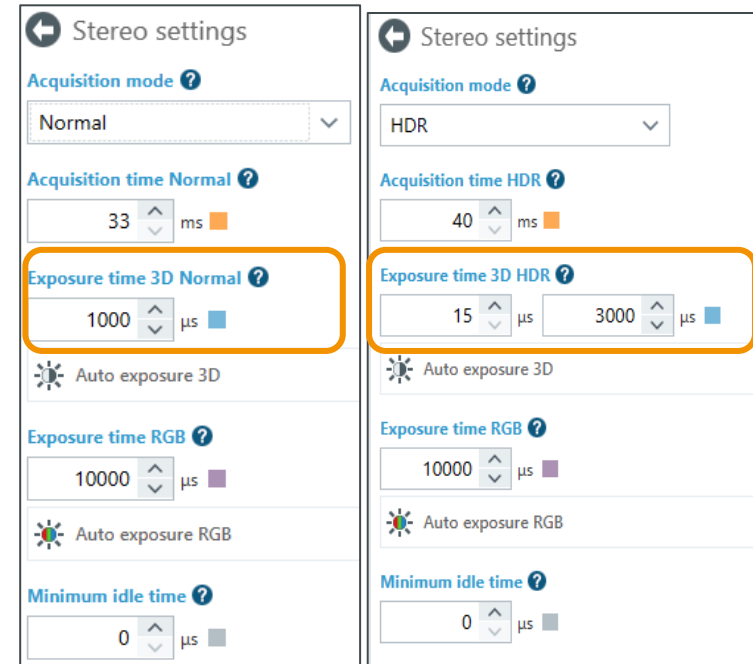 Stereo settings
Acquisition mode ?
Normal
Acquisition time Normal ?
33 ms
Exposure time 3D Normal ?
1000 µs
Auto exposure 3D
Exposure time RGB ?
10000 µs
Auto exposure RGB
Minimum idle time ?
0 µs
Stereo settings
Acquisition mode ?
HDR
Acquisition time HDR ?
40 ms
Exposure time 3D HDR ?
15 µs 3000 µs
Auto exposure 3D
Exposure time RGB ?
10000 µs
Auto exposure RGB
Minimum idle time ?
0 µs